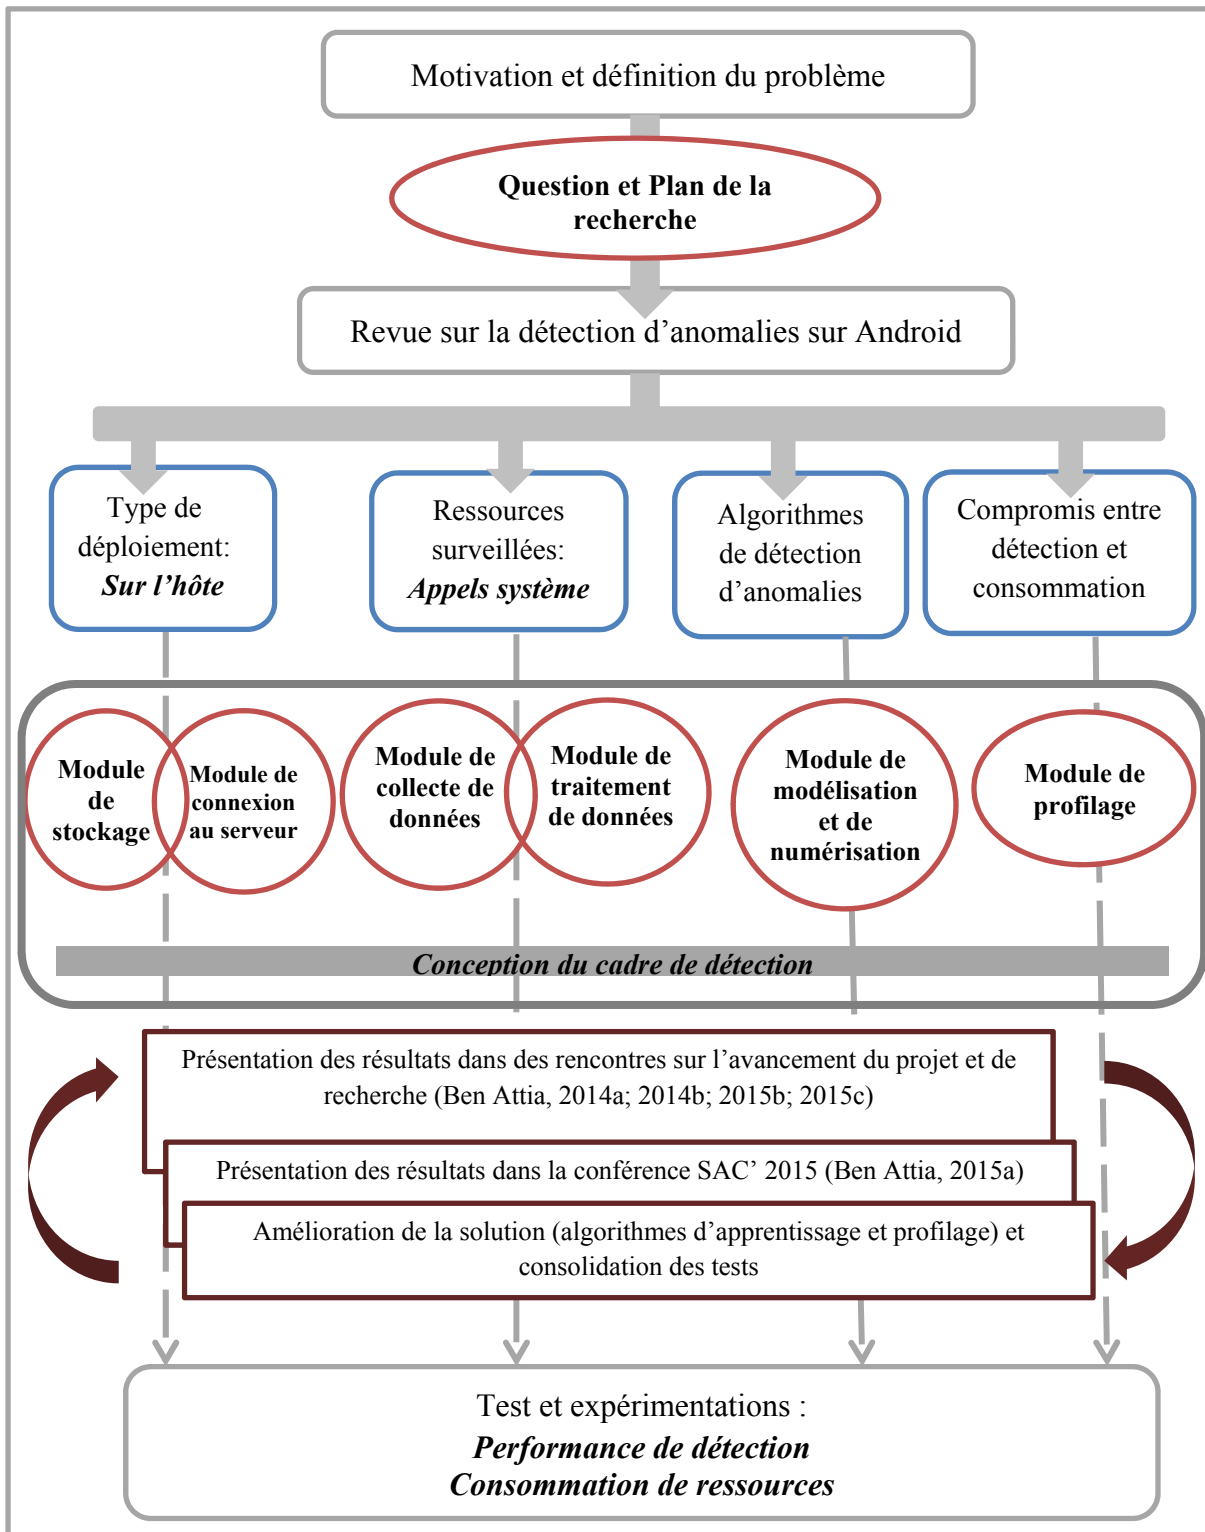 Motivation et définition du problème
Question et Plan de la
recherche
Revue sur la détection d'anomalies sur Android
Type de
déploiement:
Sur l'hôte
Ressources
surveillées:
Appels système
Algorithmes
de détection
d'anomalies
Compromis entre
détection et
consommation
Module
de
stockage
Module de
connexion
au serveur
Module de
collecte de
données
Module de
traitement
de données
Module de
modélisation
et de
numérisation
Module de
profilage
Conception du cadre de détection
Présentation des résultats dans des rencontres sur l'avancement du projet et de
recherche (Ben Attia, 2014a; 2014b; 2015b; 2015c)
Présentation des résultats dans la conférence SAC' 2015 (Ben Attia, 2015a)
Amélioration de la solution (algorithmes d'apprentissage et profilage) et
consolidation des tests
Test et expérimentations :
Performance de détection
Consommation de ressources